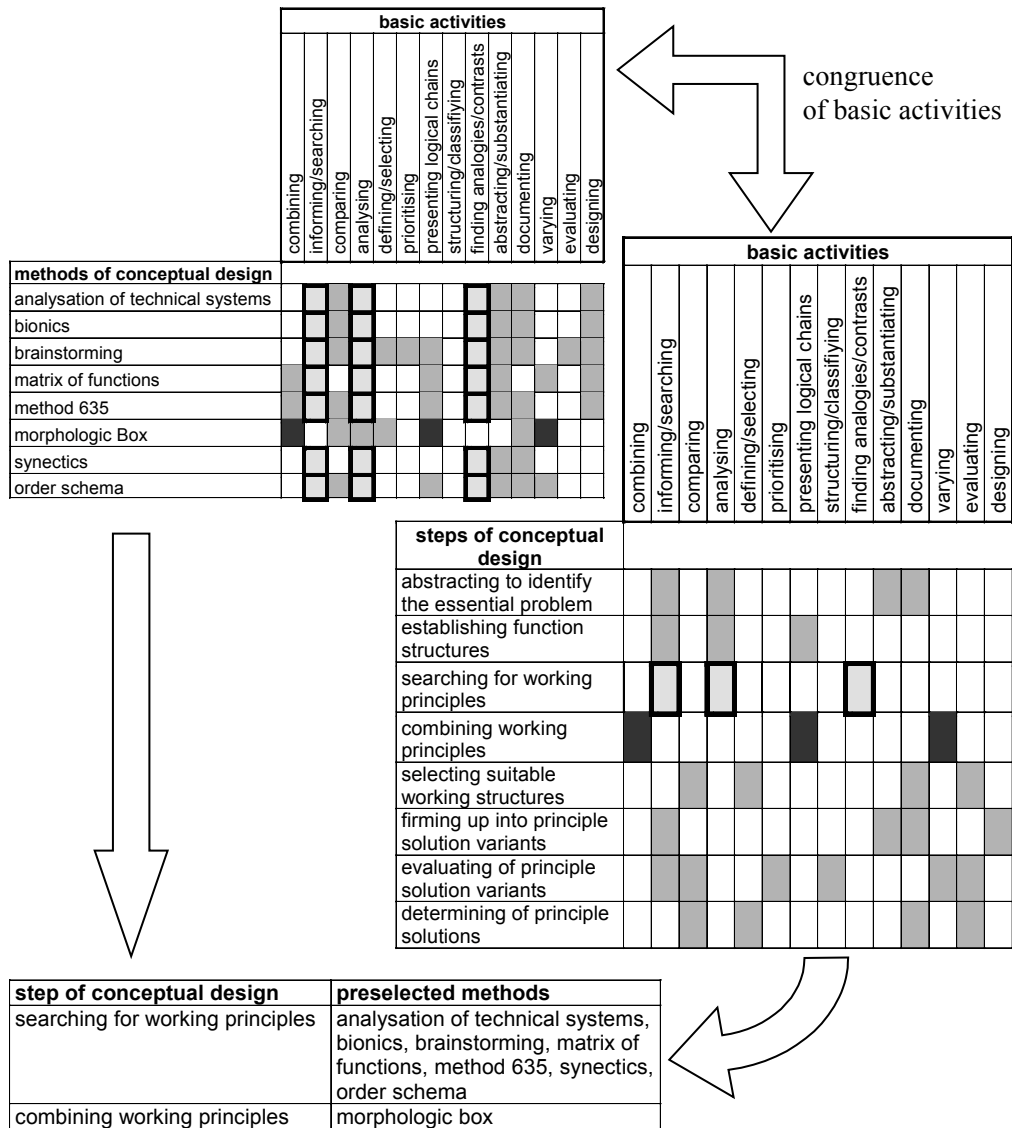 basic activities
combining
informing/searching
comparing
analysing
defining/selecting
prioritising
presenting logical chains
structuring/classifiying
finding analogies/contrasts
abstracting/substantiating
documenting
varying
evaluating
designing
congruence
of basic activities
methods of conceptual design
analysation of technical systems
bionics
brainstorming
matrix of functions
method 635
morphologic Box
synectics
order schema
basic activities
combining
informing/searching
comparing
analysing
defining/selecting
prioritising
presenting logical chains
structuring/classifiying
finding analogies/contrasts
abstracting/substantiating
documenting
varying
evaluating
designing
steps of conceptual
design
abstracting to identify
the essential problem
establishing function
structures
searching for working
principles
combining working
principles
selecting suitable
working structures
firming up into principle
solution variants
evaluating of principle
solution variants
determining of principle
solutions
step of conceptual design
preselected methods
searching for working principles
analysation of technical systems,
bionics, brainstorming, matrix of
functions, method 635, synectics,
order schema
combining working principles
morphologic box